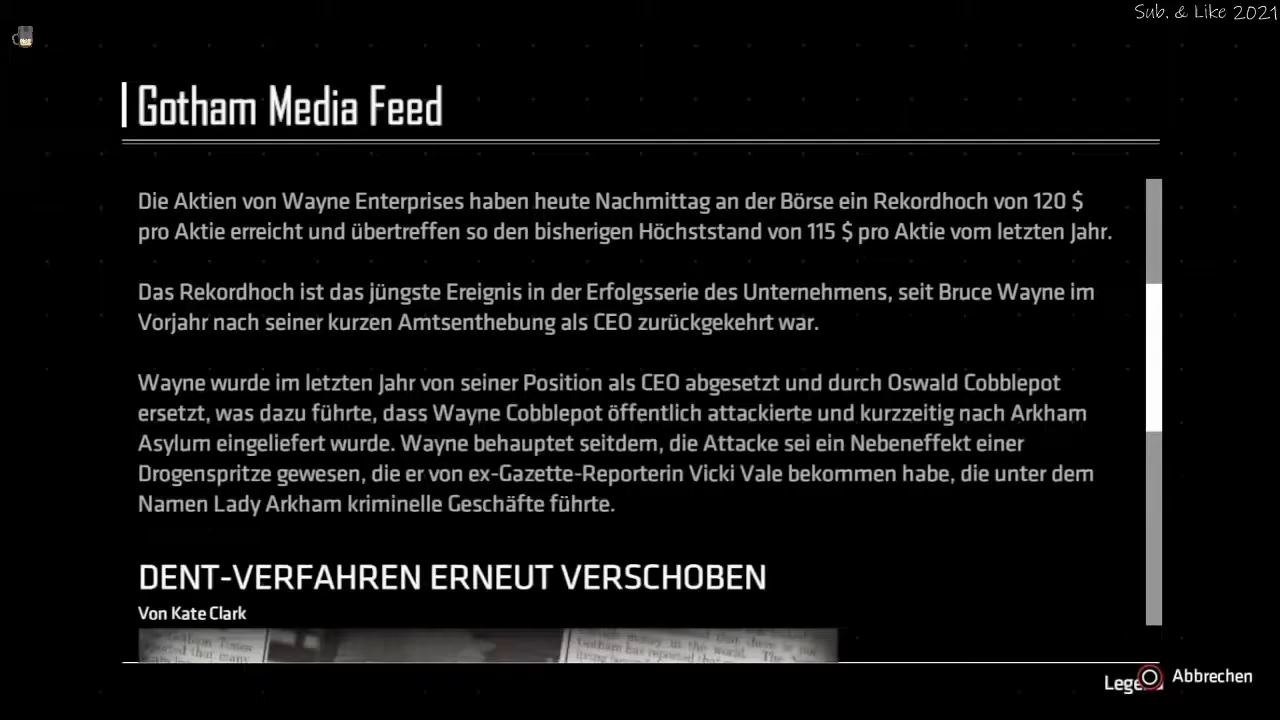 Sub. & Like 2021
Gotham Media Feed
Die Aktien von Wayne Enterprises haben heute Nachmittag an der Börse ein Rekordhoch von 120 $
pro Aktie erreicht und übertreffen so den bisherigen Höchststand von 115 $ pro Aktie vom letzten Jahr.
Das Rekordhoch ist das jüngste Ereignis in der Erfolgsserie des Unternehmens, seit Bruce Wayne im
Vorjahr nach seiner kurzen Amtsenthebung als CEO zurückgekehrt war.
Wayne wurde im letzten Jahr von seiner Position als CEO abgesetzt und durch Oswald Cobblepot
ersetzt, was dazu führte, dass Wayne Cobblepot öffentlich attackierte und kurzzeitig nach Arkham
Asylum eingeliefert wurde. Wayne behauptet seitdem, die Attacke sei ein Nebeneffekt einer
Drogenspritze gewesen, die er von ex-Gazette-Reporterin Vicki Vale bekommen habe, die unter dem
Namen Lady Arkham kriminelle Geschäfte führte.
DENT-VERFAHREN ERNEUT VERSCHOBEN
Von Kate Clark
Abbrechen